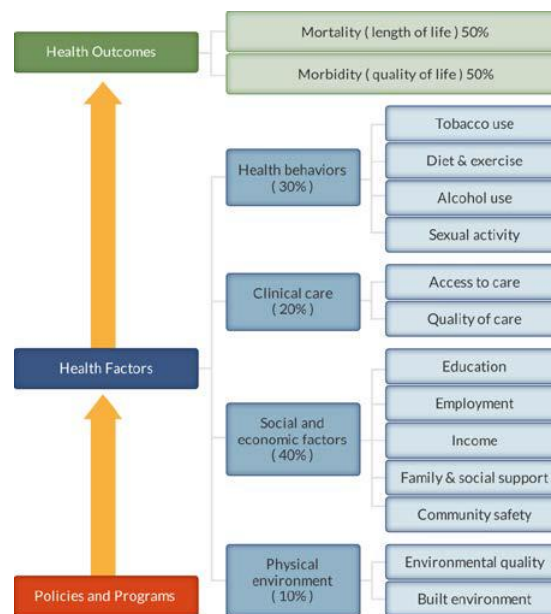 Health Outcomes
Mortality ( length of life ) 50%
Morbidity ( quality of life ) 50%
Health behaviors
( 30% )
Tobacco use
Diet & exercise
Alcohol use
Sexual activity
Clinical care
( 20% )
Access to care
Quality of care
Health Factors
Social and
economic factors
( 40% )
Education
Employment
Income
Family & social support
Community safety
Physical
environment
( 10% )
Environmental quality
Built environment
Policies and Programs